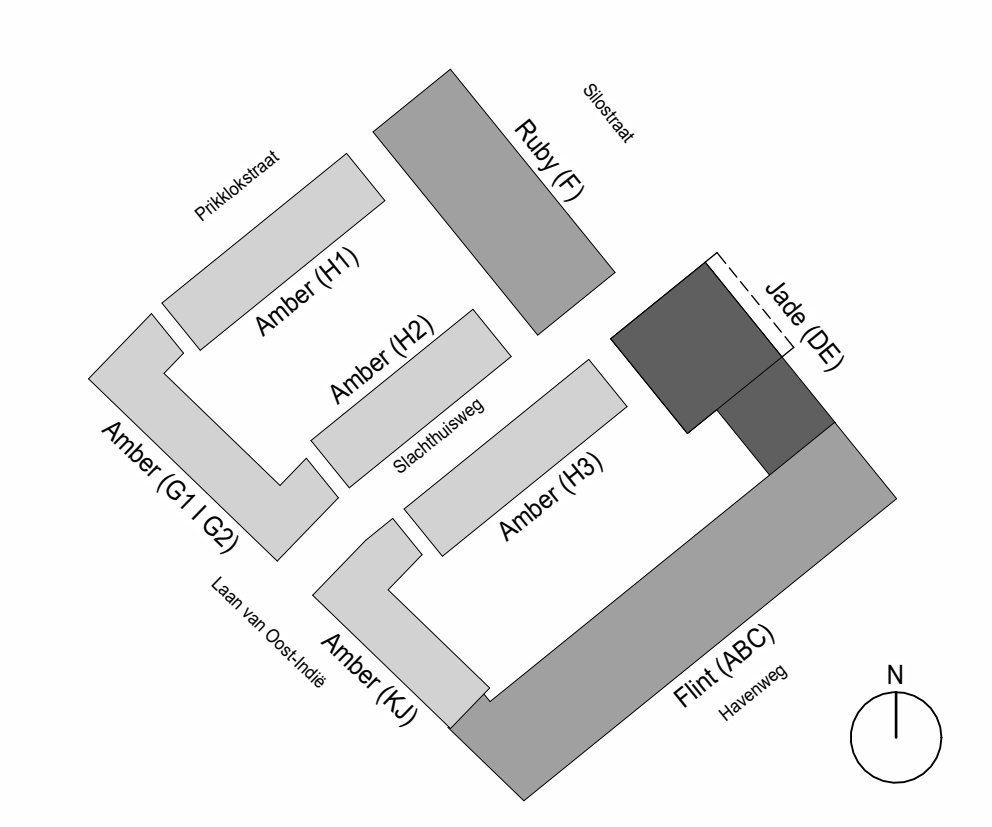 Silostraat
Ruby (F)
Prikklokstraat
Amber (H1)
Jade (DE)
Amber (H2)
Slachthuisweg
Amber (G1 I G2)
Amber (H3)
Laan van Oost-Indië
Amber (KJ)
Flint (ABC)
Havenweg
N